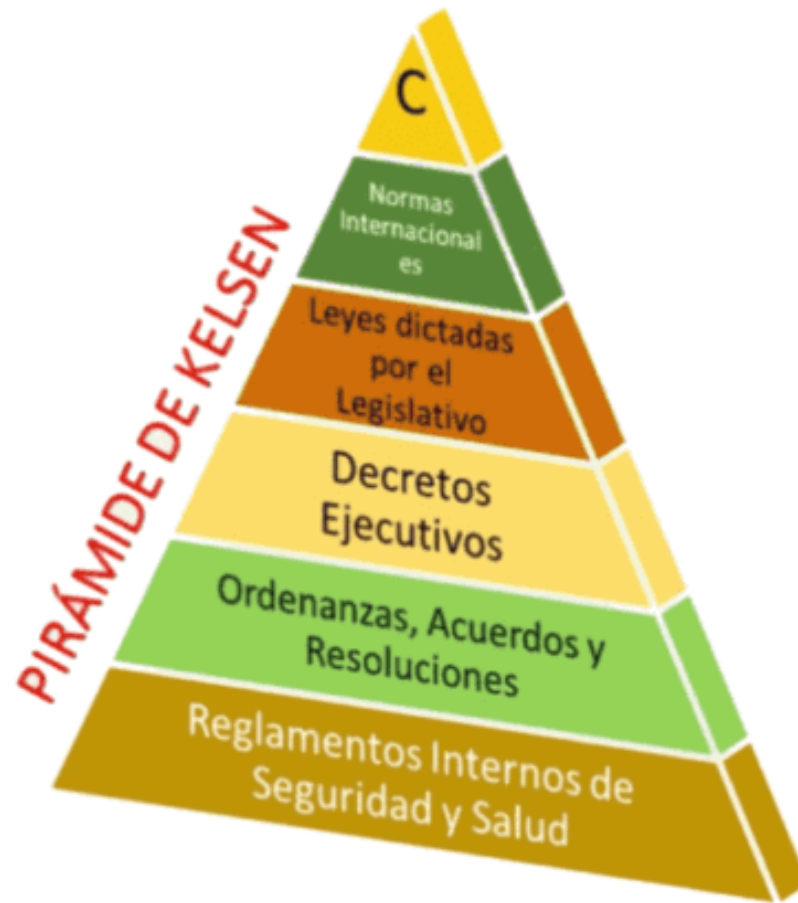 C
Normas
Internacional
es
Leyes dictadas
por el
Legislativo
Decretos
Ejecutivos
Ordenanzas, Acuerdos y
Resoluciones
Reglamentos Internos de
Seguridad y Salud
PIRÁMIDE DE KELSEN